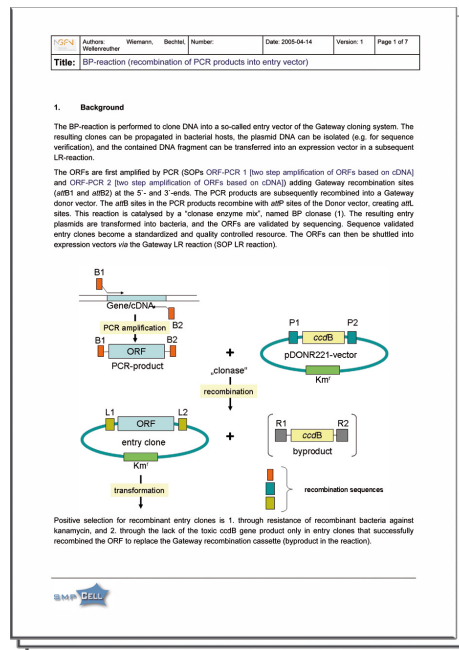 NGFN
Authors: Wiemann, Bechtel, Wellenreuther
Number:
Date: 2005-04-14
Version: 1
Page 1 of 7
Title: BP-reaction (recombination of PCR products into entry vector)
1. Background
The BP-reaction is performed to clone DNA into a so-called entry vector of the Gateway cloning system. The
resulting clones can be propagated in bacterial hosts, the plasmid DNA can be isolated (e.g. for sequence
verification), and the contained DNA fragment can be transferred into an expression vector in a subsequent
LR-reaction.
The ORFs are first amplified by PCR (SOPs ORF-PCR 1 [two step amplification of ORFs based on cDNA]
and ORF-PCR 2 [two step amplification of ORFs based on cDNA]) adding Gateway recombination sites
(attB1 and attB2) at the 5´- and 3´-ends. The PCR products are subsequently recombined into a Gateway
donor vector. The attB sites in the PCR products recombine with attP sites of the Donor vector, creating attL
sites. This reaction is catalysed by a "clonase enzyme mix", named BP clonase (1). The resulting entry
plasmids are transformed into bacteria, and the ORFs are validated by sequencing. Sequence validated
entry clones become a standardized and quality controlled resource. The ORFs can then be shuttled into
expression vectors via the Gateway LR reaction (SOP LR reaction).
B1
Gene/cDNA
B2
PCR amplification
B1
ORF
B2
PCR-product
+
P1
ccdB
P2
pDONR221-vector
Kmr
„clonase“
recombination
L1
ORF
L2
entry clone
Kmr
+
R1
ccdB
R2
byproduct
transformation
recombination sequences
Positive selection for recombinant entry clones is 1. through resistance of recombinant bacteria against
kanamycin, and 2. through the lack of the toxic ccdB gene product only in entry clones that successfully
recombined the ORF to replace the Gateway recombination cassette (byproduct in the reaction).
SMP CELL